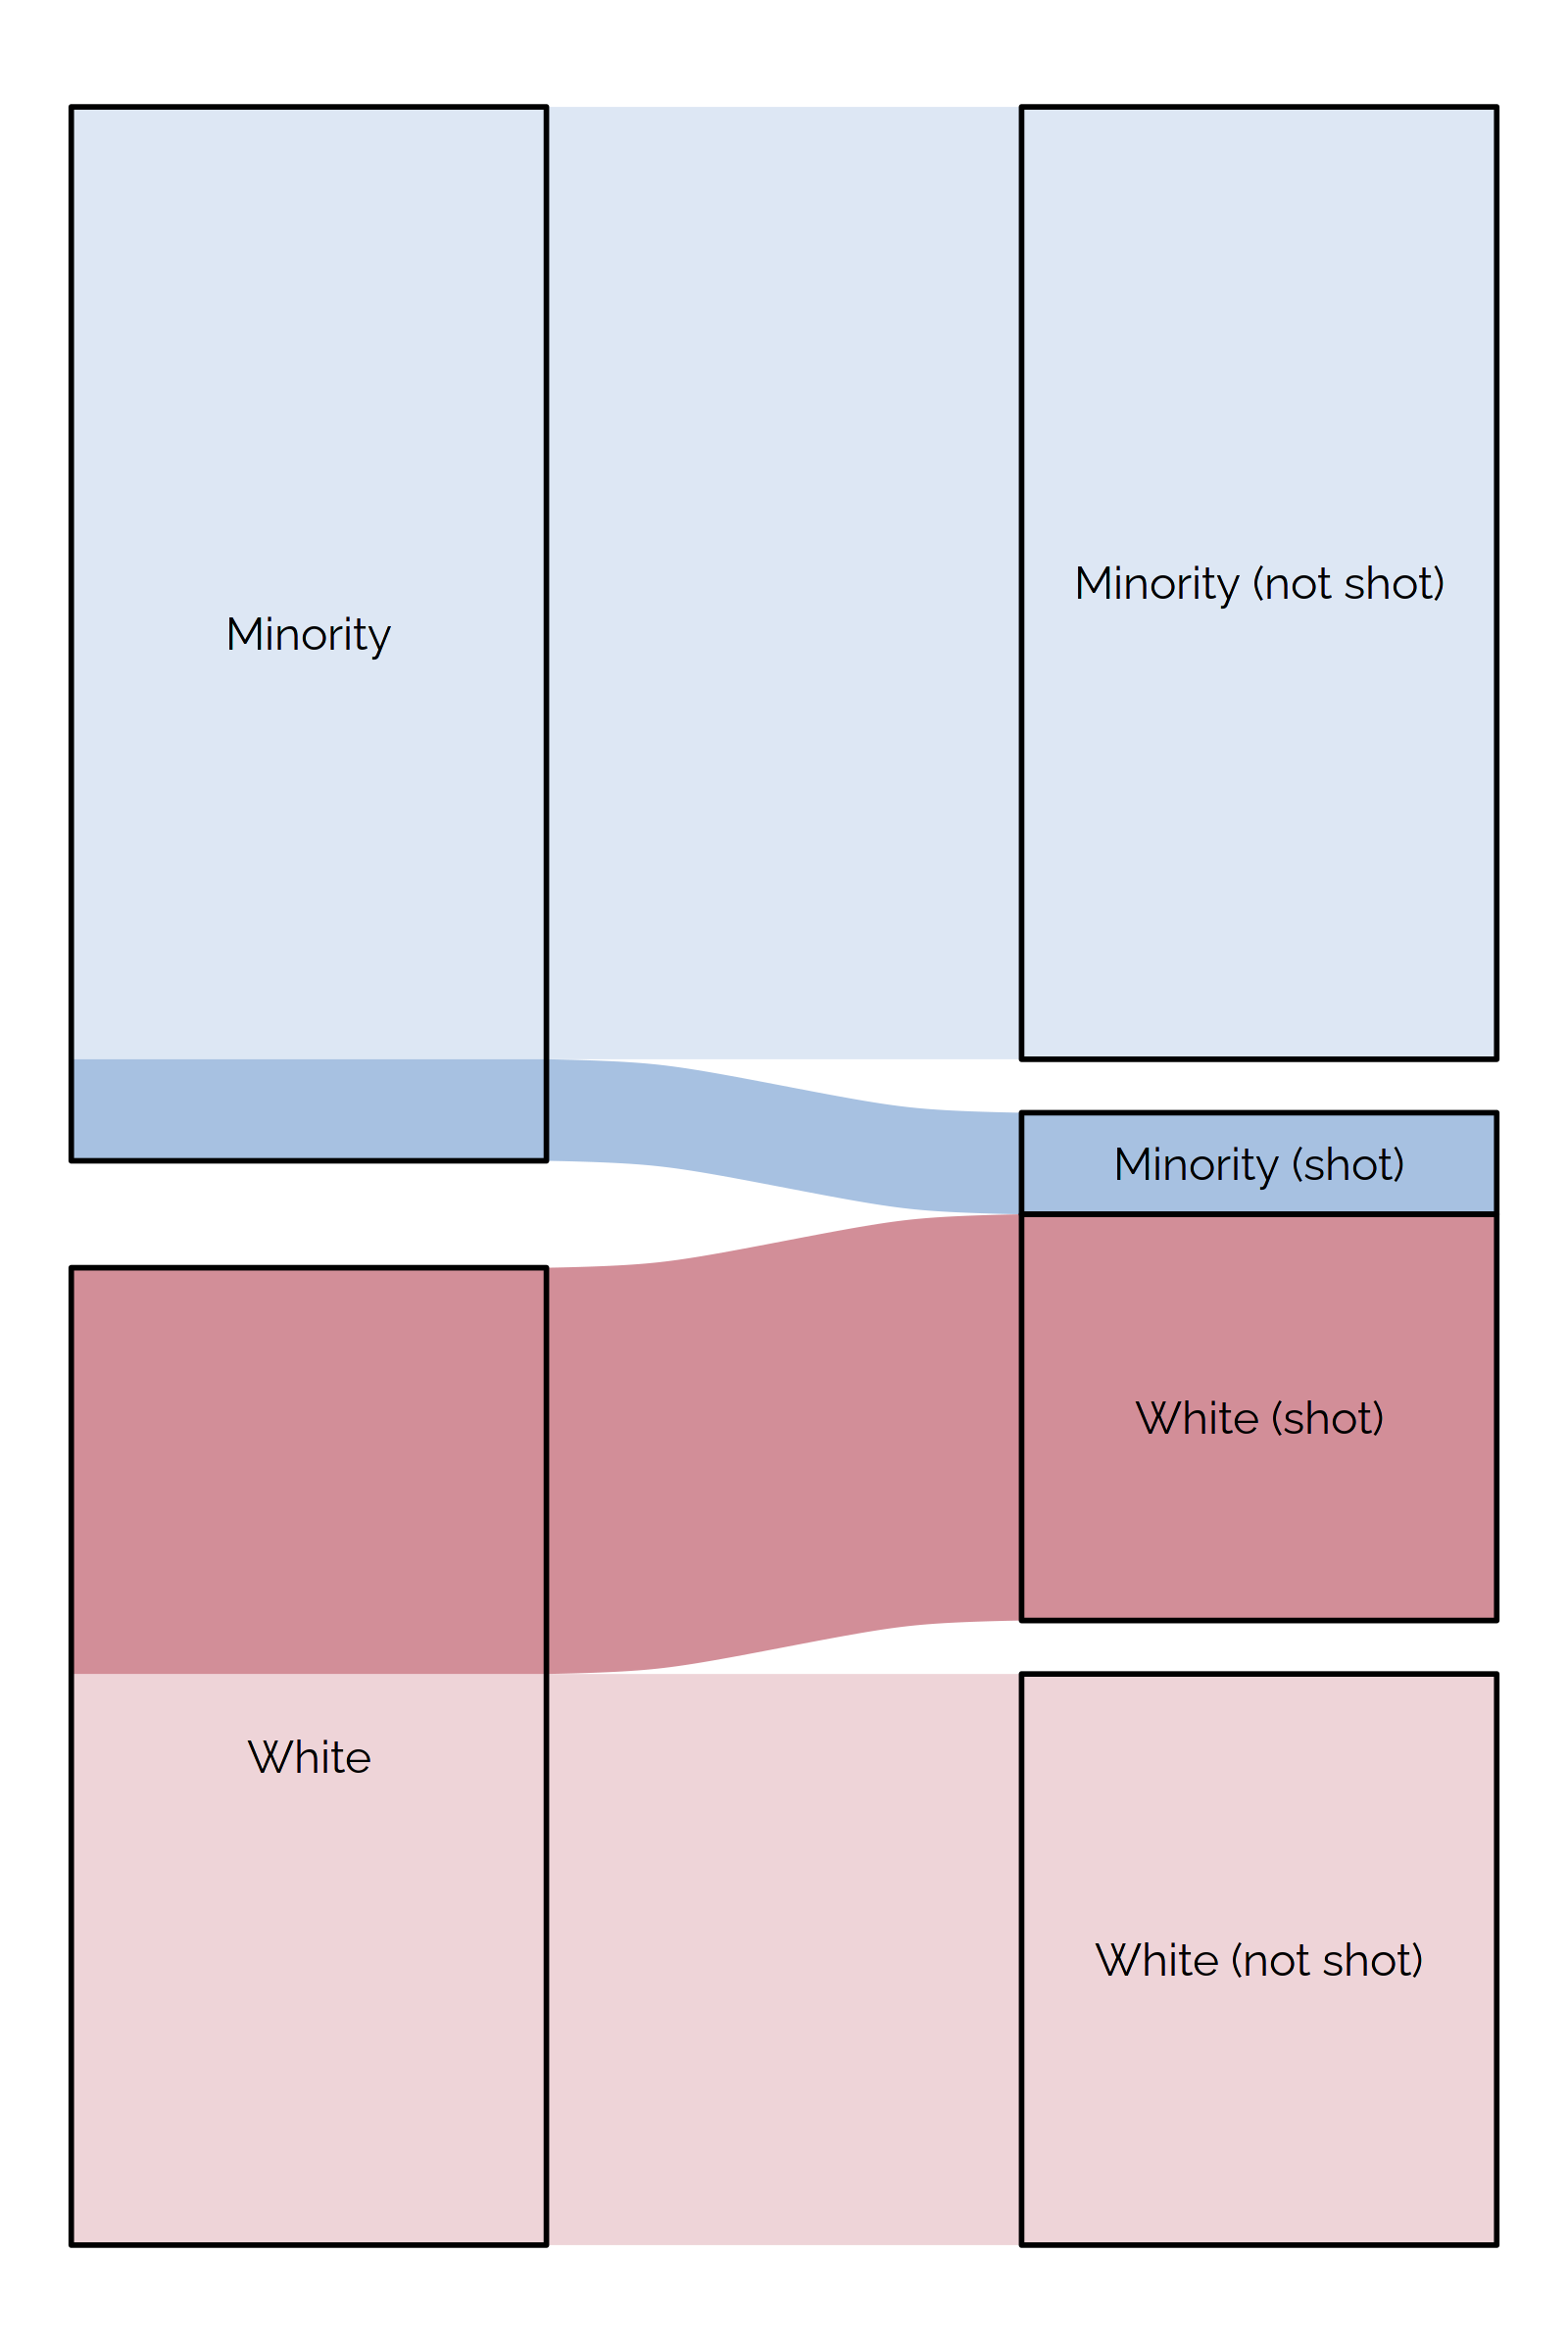 Minority
Minority (not shot)
Minority (shot)
White (shot)
White
White (not shot)